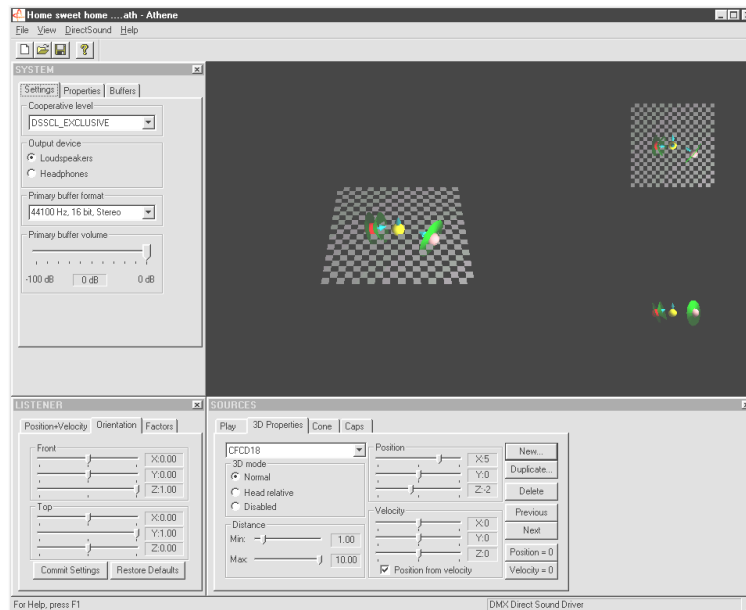 Home sweet home ....ath - Athene
File View DirectSound Help
SYSTEM
Settings Properties Buffers
Cooperative level
DSSCL_EXCLUSIVE
Output device
Loudspeakers
Headphones
Primary buffer format
44100 Hz, 16 bit, Stereo
Primary buffer volume
-100 dB 0 dB 0 dB
LISTENER
Position+Velocity Orientation Factors
Front
X:0.00
Y:0.00
Z:1.00
Top
X:0.00
Y:1.00
Z:0.00
Commit Settings Restore Defaults
SOURCES
Play 3D Properties Cone Caps
CFCD18
3D mode
Normal
Head relative
Disabled
Distance
Min: 1.00
Max: 10.00
Position
X:5
Y:0
Z:-2
Velocity
X:0
Y:0
Z:0
Position from velocity
New...
Duplicate...
Delete
Previous
Next
Position = 0
Velocity = 0
For Help, press F1
DMX Direct Sound Driver